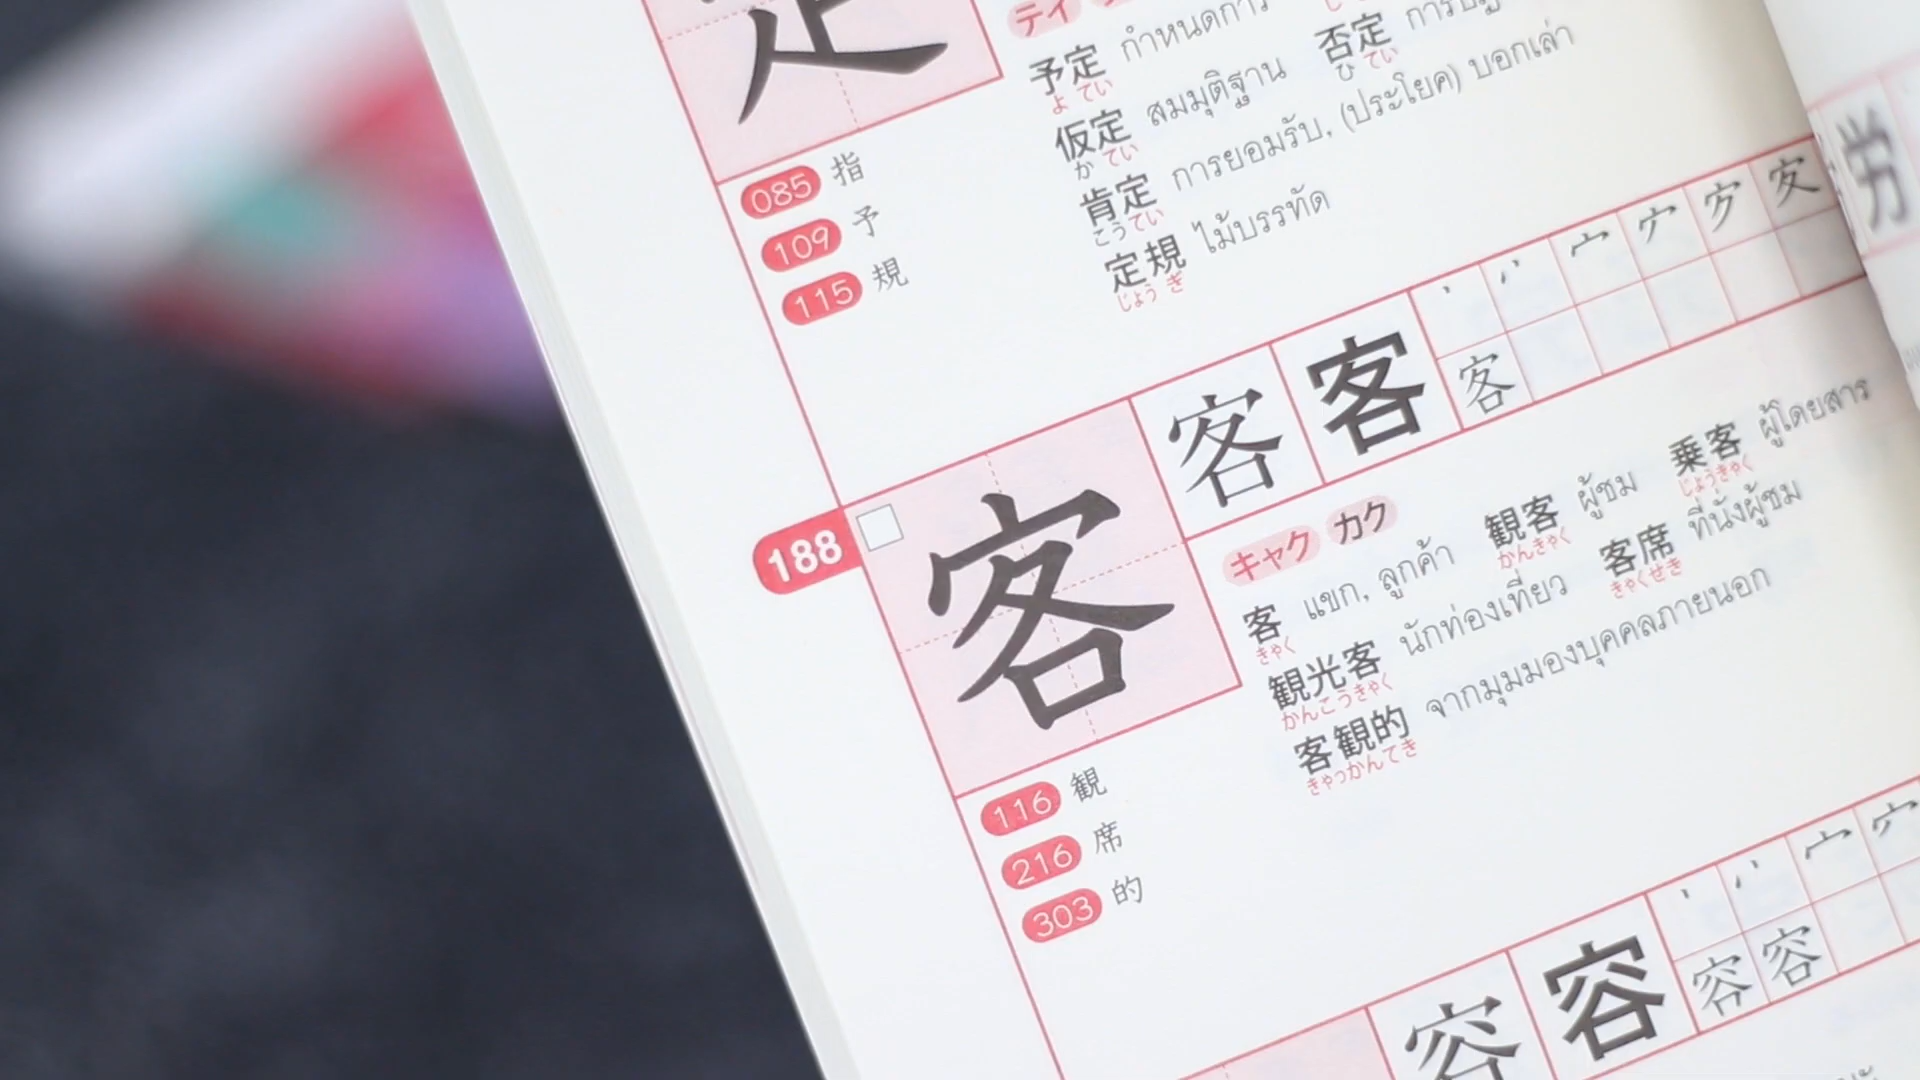 定
予定 กำหนดการ 否定
よ てい ひ てい
仮定 สมมุติฐาน
か てい
肯定 การยอมรับ, (ประโยค) บอกเล่า
こう てい
定規 ไม้บรรทัด
じょう ぎ
085 指
109 予
115 規
客 客 客
188 客
キャク カク
客 แขก, ลูกค้า 観客 ผู้ชม 乗客 ผู้โดยสาร
きゃく かんきゃく じょうきゃく
観光客 นักท่องเที่ยว 客席 ที่นั่งผู้ชม
かんこうきゃく きゃくせき
客観的 จากมุมมองบุคคลภายนอก
きゃっかんてき
116 観
216 席
303 的
容 容 容 容